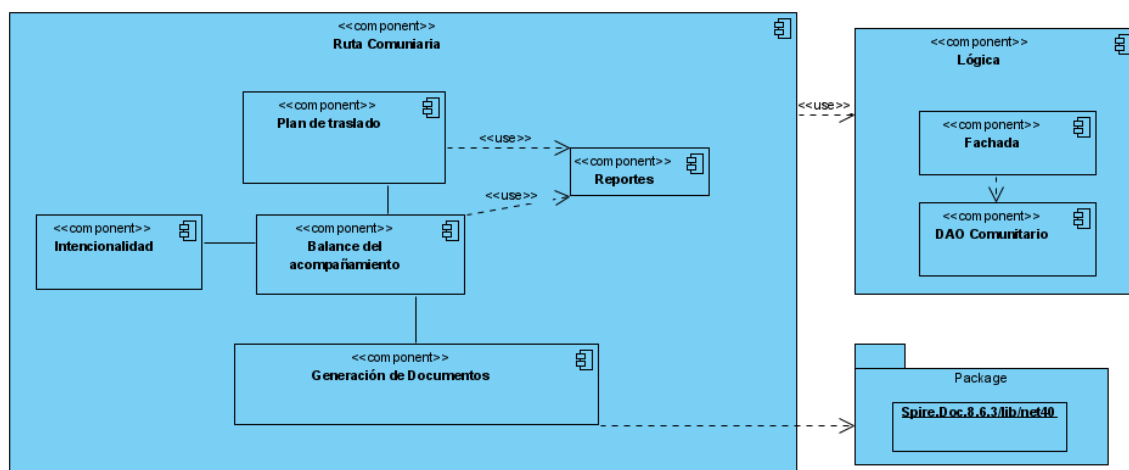 <<component>>
Ruta Comuniaria
<<component>>
Plan de traslado
<<use>>
<<component>>
Reportes
<<use>>
<<component>>
Intencionalidad
<<component>>
Balance del
acompañamiento
<<component>>
Generación de Documentos
<<use>>
<<component>>
Lógica
<<component>>
Fachada
<<component>>
DAO Comunitario
Package
Spire.Doc.8.6.3/lib/net40